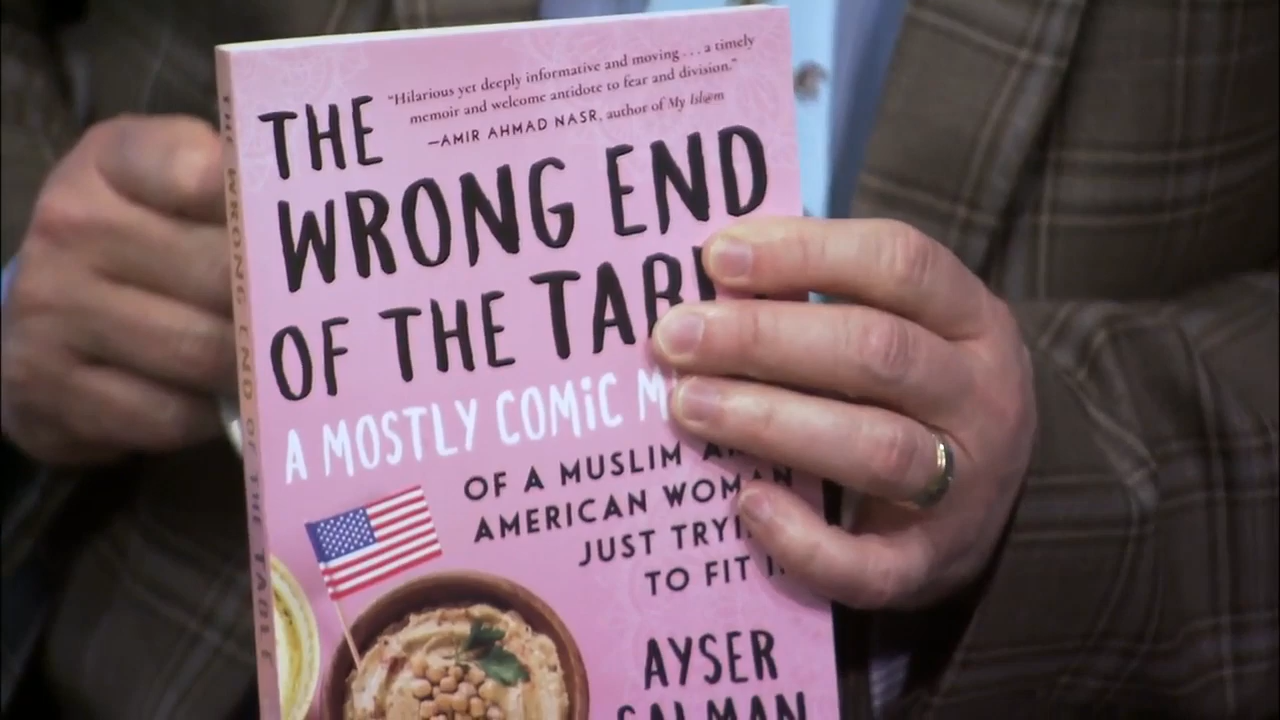 "Hilarious yet deeply informative and moving . . . a timely
memoir and welcome antidote to fear and division."
—AMIR AHMAD NASR, author of My Isl@m
THE
WRONG END
OF THE TAB
A MOSTLY COMiC M
OF A MUSLIM A
AMERICAN WOMAN
JUST TRYI
TO FIT I
AYSER
SALMAN
THE WRONG END OF THE TABLE